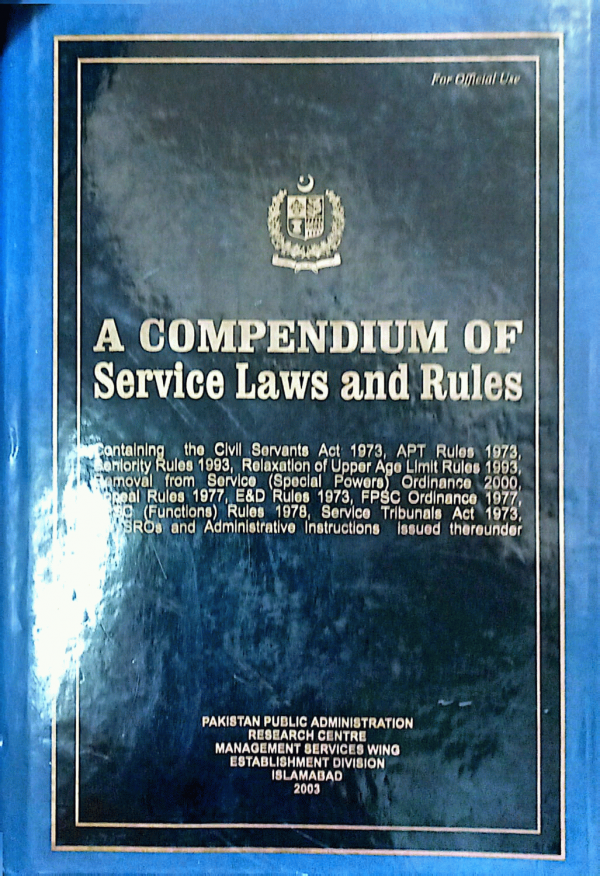 For Official Use
A COMPENDIUM OF
Service Laws and Rules
Containing the Civil Servants Act 1973, APT Rules 1973,
Seniority Rules 1993, Relaxation of Upper Age Limit Rules 1993,
Removal from Service (Special Powers) Ordinance 2000,
Appeal Rules 1977, E&D Rules 1973, FPSC Ordinance 1977,
(Functions) Rules 1978, Service Tribunals Act 1973,
SROs and Administrative Instructions issued thereunder
PAKISTAN PUBLIC ADMINISTRATION
RESEARCH CENTRE
MANAGEMENT SERVICES WING
ESTABLISHMENT DIVISION
ISLAMABAD
2003